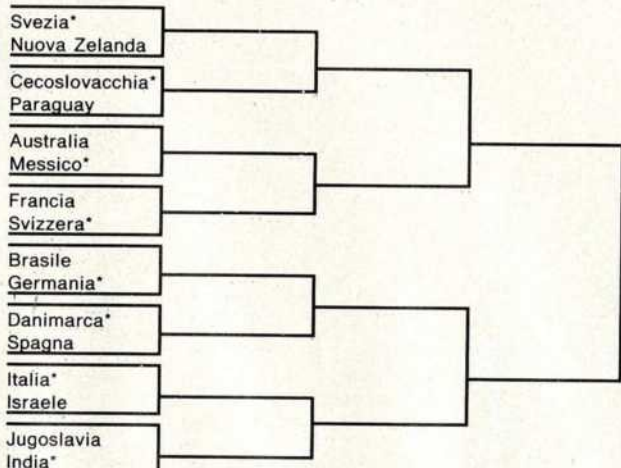 Svezia*
Nuova Zelanda
Cecoslovacchia*
Paraguay
Australia
Messico*
Francia
Svizzera*
Brasile
Germania*
Danimarca*
Spagna
Italia*
Israele
Jugoslavia
India*